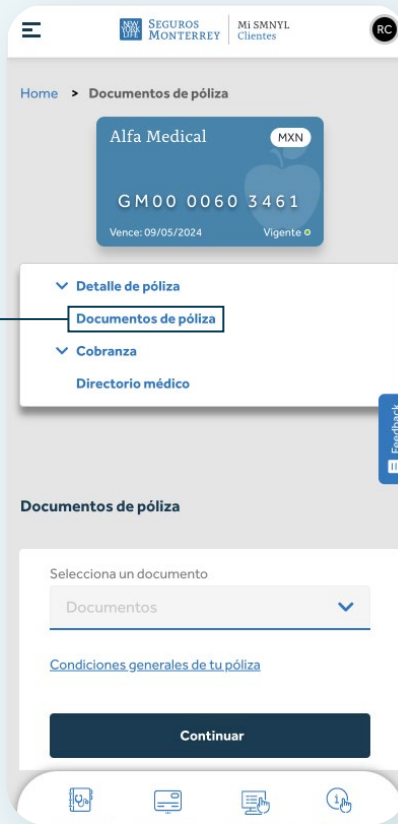 NEW YORK LIFE
SEGUROS MONTERREY
Mi SMNYL Clientes
RC
Home > Documentos de póliza
Alfa Medical MXN
GM00 0060 3461
Vence: 09/05/2024 Vigente
Detalle de póliza
Documentos de póliza
Cobranza
Directorio médico
Feedback
Documentos de póliza
Selecciona un documento
Documentos
Condiciones generales de tu póliza
Continuar